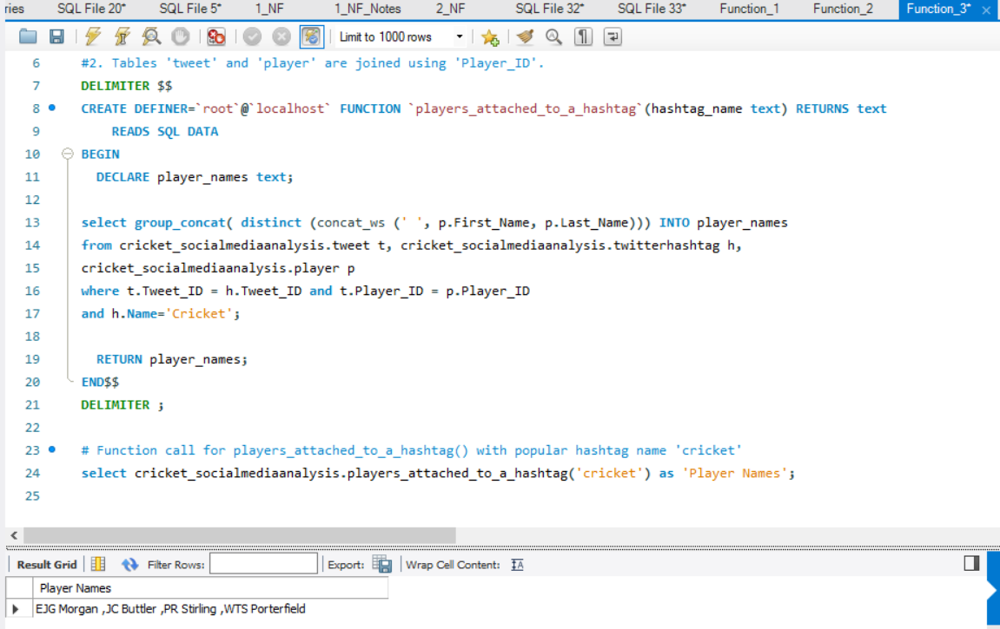 ries SQL File 20* SQL File 5* 1_NF 1_NF_Notes 2_NF SQL File 32* SQL File 33* Function_1 Function_2 Function_3* ×
Limit to 1000 rows
6 #2. Tables 'tweet' and 'player' are joined using 'Player_ID'.
7 DELIMITER $$
8 CREATE DEFINER=`root`@`localhost` FUNCTION `players_attached_to_a_hashtag`(hashtag_name text) RETURNS text
9 READS SQL DATA
10 BEGIN
11 DECLARE player_names text;
12
13 select group_concat( distinct (concat_ws (' ', p.First_Name, p.Last_Name))) INTO player_names
14 from cricket_socialmediaanalysis.tweet t, cricket_socialmediaanalysis.twitterhashtag h,
15 cricket_socialmediaanalysis.player p
16 where t.Tweet_ID = h.Tweet_ID and t.Player_ID = p.Player_ID
17 and h.Name='Cricket';
18
19 RETURN player_names;
20 END$$
21 DELIMITER ;
22
23 # Function call for players_attached_to_a_hashtag() with popular hashtag name 'cricket'
24 select cricket_socialmediaanalysis.players_attached_to_a_hashtag('cricket') as 'Player Names';
25
Result Grid Filter Rows: Export: Wrap Cell Content:
Player Names
EJG Morgan ,JC Buttler ,PR Stirling ,WTS Porterfield